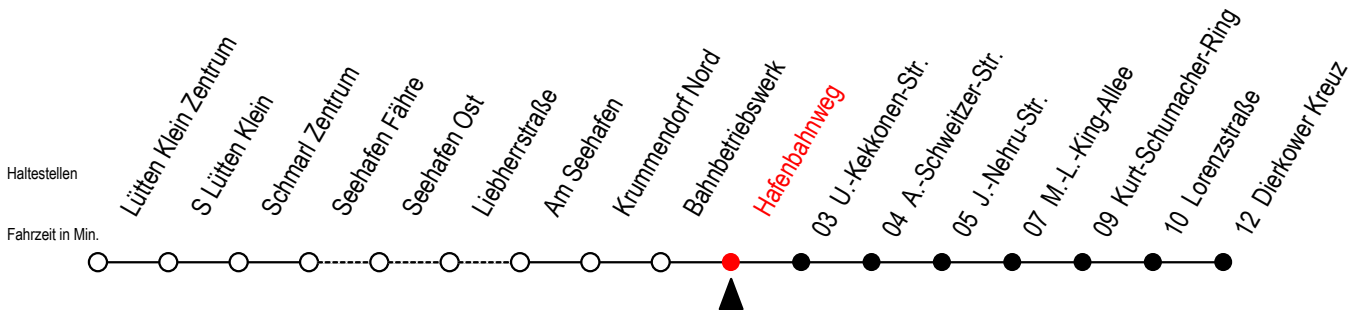 Haltestellen
Fahrzeit in Min.
Lütten Klein Zentrum
S Lütten Klein
Schmarl Zentrum
Seehafen Fähre
Seehafen Ost
Liebherrstraße
Am Seehafen
Krummendorf Nord
Bahnbetriebswerk
Hafenbahnweg
03 U.-Kekkonen-Str.
04 A.-Schweitzer-Str.
05 J.-Nehru-Str.
07 M.-L.-King-Allee
09 Kurt-Schumacher-Ring
10 Lorenzstraße
12 Dierkower Kreuz